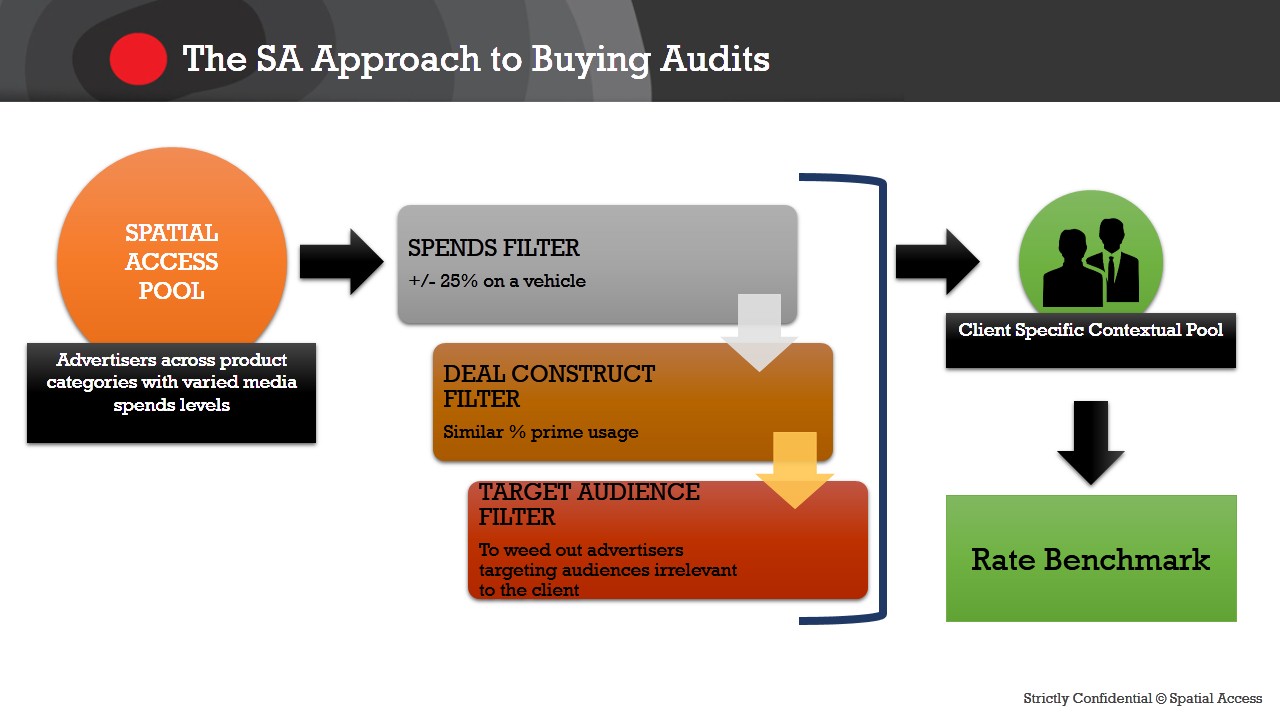 The SA Approach to Buying Audits
SPATIAL
ACCESS
POOL
Advertisers across product
categories with varied media
spends levels
SPENDS FILTER
+/- 25% on a vehicle
DEAL CONSTRUCT
FILTER
Similar % prime usage
TARGET AUDIENCE
FILTER
To weed out advertisers
targeting audiences irrelevant
to the client
Client Specific Contextual Pool
Rate Benchmark
Strictly Confidential © Spatial Access